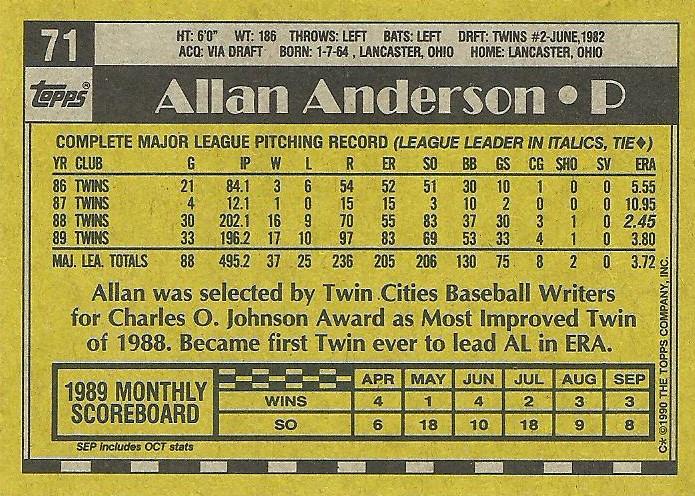 71
HT: 6'0" WT: 186 THROWS: LEFT BATS: LEFT DRFT: TWINS #2-JUNE,1982
ACQ: VIA DRAFT BORN: 1-7-64 , LANCASTER, OHIO HOME: LANCASTER, OHIO
TOPPS®
Allan Anderson • P
COMPLETE MAJOR LEAGUE PITCHING RECORD (LEAGUE LEADER IN ITALICS, TIE♦)
YR CLUB G IP W L R ER SO BB GS CG SHO SV ERA
86 TWINS 21 84.1 3 6 54 52 51 30 10 1 0 0 5.55
87 TWINS 4 12.1 1 0 15 15 3 10 2 0 0 0 10.95
88 TWINS 30 202.1 16 9 70 55 83 37 30 3 1 0 2.45
89 TWINS 33 196.2 17 10 97 83 69 53 33 4 1 0 3.80
MAJ. LEA. TOTALS 88 495.2 37 25 236 205 206 130 75 8 2 0 3.72
Allan was selected by Twin Cities Baseball Writers
for Charles O. Johnson Award as Most Improved Twin
of 1988. Became first Twin ever to lead AL in ERA.
1989 MONTHLY
SCOREBOARD
APR MAY JUN JUL AUG SEP
WINS 4 1 4 2 3 3
SO 6 18 10 18 9 8
SEP includes OCT stats
C* ©1990 THE TOPPS COMPANY, INC.